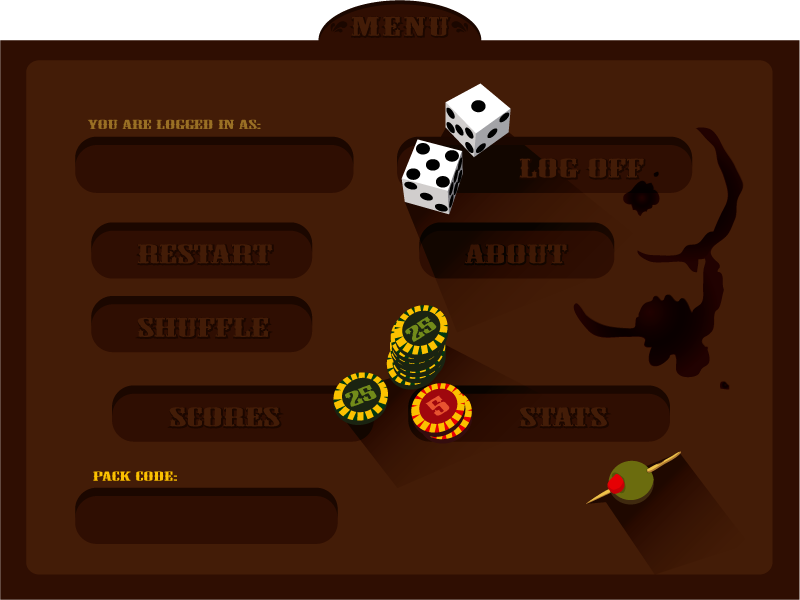 MENU
YOU ARE LOGGED IN AS:
LOG OFF
RESTART
ABOUT
SHUFFLE
25
25
5
SCORES
STATS
PACK CODE: